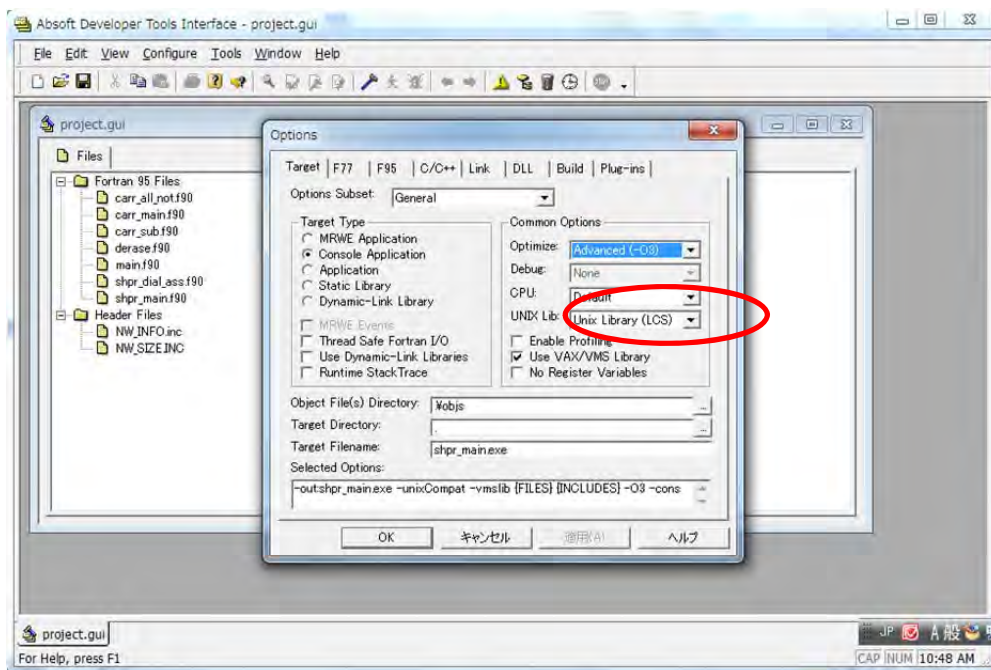 Absoft Developer Tools Interface - project.gui
File Edit View Configure Tools Window Help
project.gui
Files
Fortran 95 Files
carr_all_not.f90
carr_main.f90
carr_sub.f90
derase.f90
main.f90
shpr_dial_ass.f90
shpr_main.f90
Header Files
NW_INFO.inc
NW_SIZE.INC
Options
Target F77 F95 C/C++ Link DLL Build Plug-ins
Options Subset: General
Target Type
MRWE Application
Console Application
Application
Static Library
Dynamic-Link Library
MRWE Events
Thread Safe Fortran I/O
Use Dynamic-Link Libraries
Runtime StackTrace
Common Options
Optimize: Advanced (-O3)
Debug: None
CPU: Default
UNIX Lib: Unix Library (LCS)
Enable Profiling
Use VAX/VMS Library
No Register Variables
Object File(s) Directory: ¥objs ...
Target Directory: . ...
Target Filename: shpr_main.exe
Selected Options:
-out:shpr_main.exe -unixCompat -vmslib {FILES} {INCLUDES} -O3 -cons
OK キャンセル 適用(A) ヘルプ
project.gui
JP A 般
For Help, press F1
CAP NUM 10:48 AM